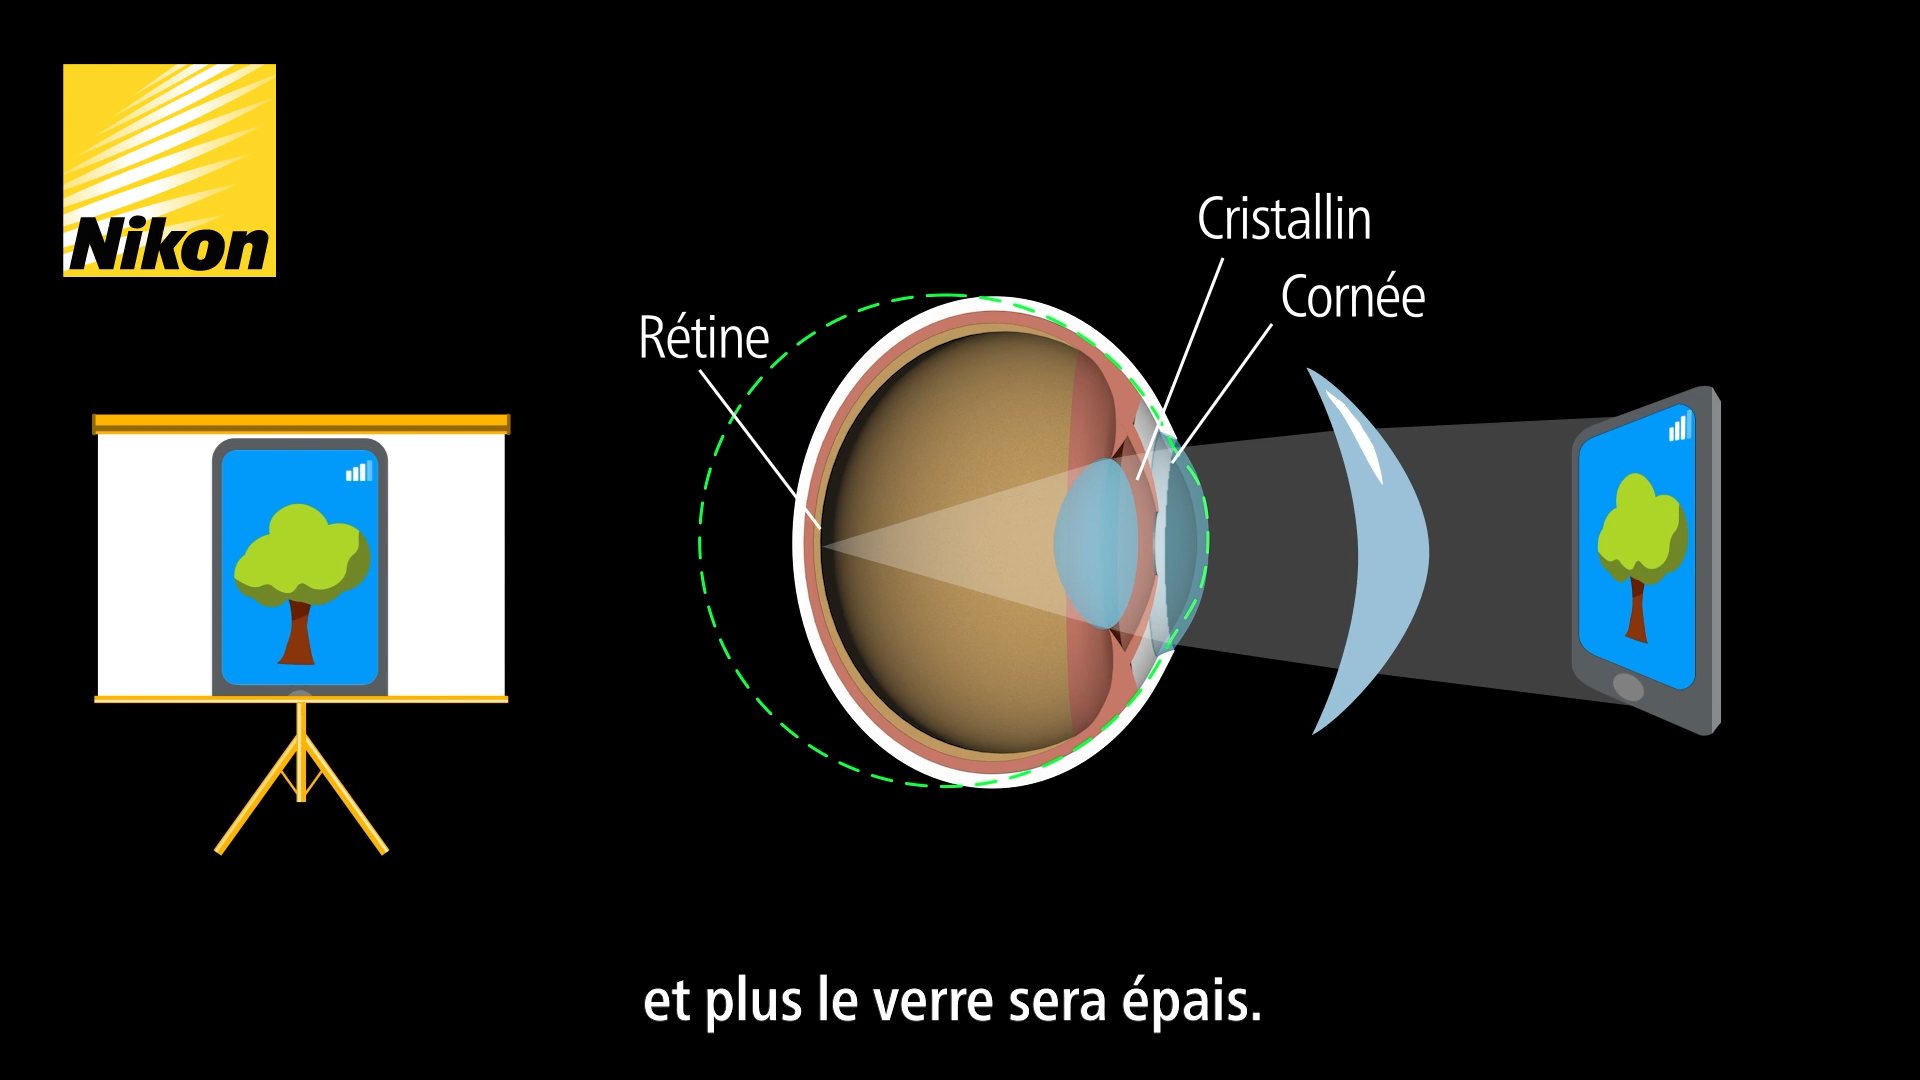 Nikon
Cristallin
Cornée
Rétine
et plus le verre sera épais.